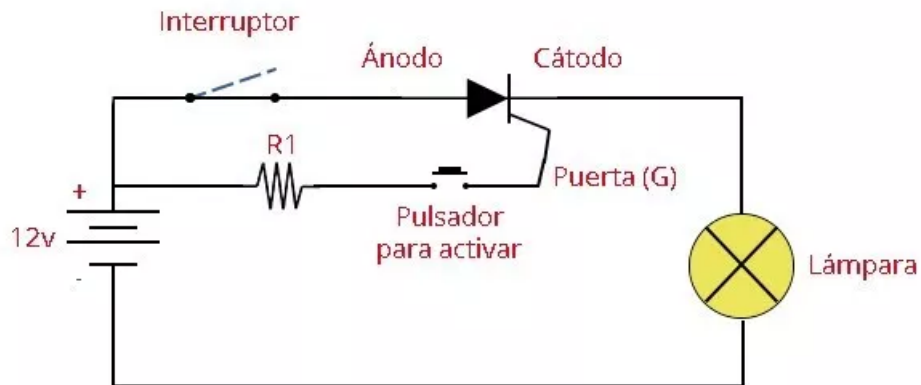 Interruptor
Ánodo
Cátodo
R1
+
Puerta (G)
12v
Pulsador
para activar
-
Lámpara